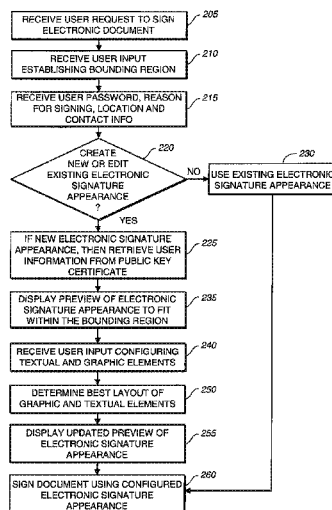 RECEIVE USER REQUEST TO SIGN
ELECTRONIC DOCUMENT
205
RECEIVE USER INPUT
ESTABLISHING BOUNDING REGION
210
RECEIVE USER PASSWORD, REASON
FOR SIGNING, LOCATION AND
CONTACT INFO
215
CREATE
NEW OR EDIT
EXISTING ELECTRONIC
SIGNATURE
APPEARANCE
?
220
NO
USE EXISTING ELECTRONIC
SIGNATURE APPEARANCE
230
YES
IF NEW ELECTRONIC SIGNATURE
APPEARANCE, THEN RETRIEVE USER
INFORMATION FROM PUBLIC KEY
CERTIFICATE
225
DISPLAY PREVIEW OF ELECTRONIC
SIGNATURE APPEARANCE TO FIT
WITHIN THE BOUNDING REGION
235
RECEIVE USER INPUT CONFIGURING
TEXTUAL AND GRAPHIC ELEMENTS
240
DETERMINE BEST LAYOUT OF
GRAPHIC AND TEXTUAL ELEMENTS
250
DISPLAY UPDATED PREVIEW OF
ELECTRONIC SIGNATURE
APPEARANCE
255
SIGN DOCUMENT USING CONFIGURED
ELECTRONIC SIGNATURE
APPEARANCE
260